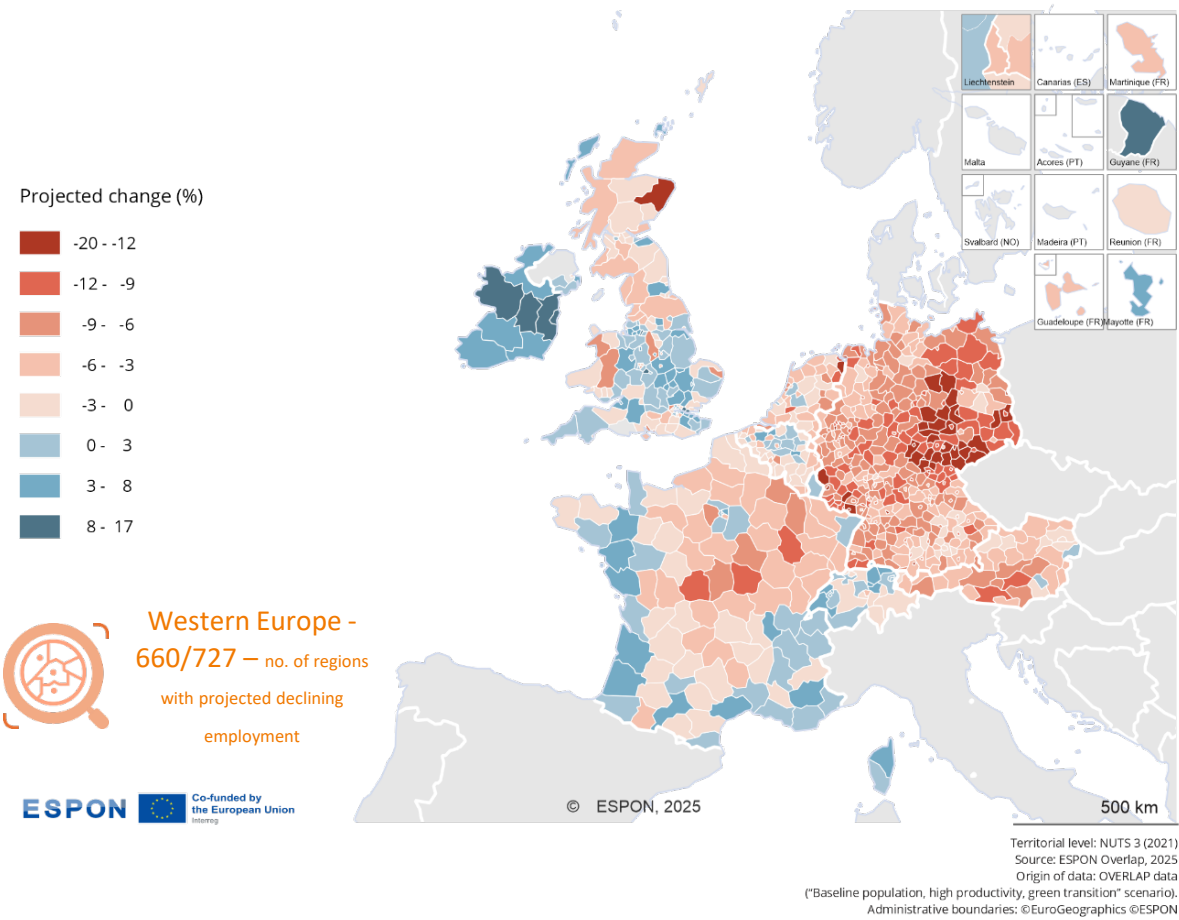 Projected change (%)
-20 - -12
-12 - -9
-9 - -6
-6 - -3
-3 - 0
0 - 3
3 - 8
8 - 17
Western Europe -
660/727 – no. of regions
with projected declining
employment
ESPON
Co-funded by
the European Union
Interreg
Liechtenstein
Canarias (ES)
Martinique (FR)
Malta
Acores (PT)
Guyane (FR)
Svalbard (NO)
Madeira (PT)
Reunion (FR)
Guadeloupe (FR)
Mayotte (FR)
© ESPON, 2025
500 km
Territorial level: NUTS 3 (2021)
Source: ESPON Overlap, 2025
Origin of data: OVERLAP data
("Baseline population, high productivity, green transition" scenario).
Administrative boundaries: ©EuroGeographics ©ESPON